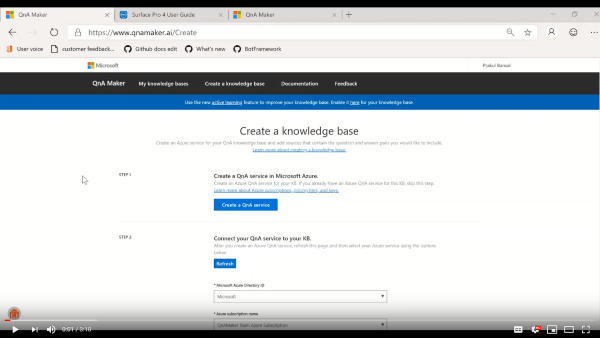 QnA Maker
Surface Pro 4 User Guide
QnA Maker
https://www.qnamaker.ai/Create
User voice
customer feedback...
Github docs edit
What's new
BotFramework
Microsoft
Pratul Bansal
QnA Maker
My knowledge bases
Create a knowledge base
Documentation
Feedback
Use the new active learning feature to improve your knowledge base. Enable it here for your knowledge base.
Create a knowledge base
Create an Azure service for your QnA knowledge base and add sources that contain the question and answer pairs you would like to include.
Learn more about creating a knowledge base.
STEP 1
Create a QnA service in Microsoft Azure.
Create an Azure QnA service for your KB. If you already have an Azure QnA service for this KB, skip this step.
Learn more about Azure subscriptions, pricing tiers, and keys.
Create a QnA service
STEP 2
Connect your QnA service to your KB.
After you create an Azure QnA service, refresh this page and then select your Azure service using the options
below
Refresh
* Microsoft Azure Directory ID
Microsoft
* Azure subscription name
QnAMaker Team Azure Subscription
0:01 / 3:10